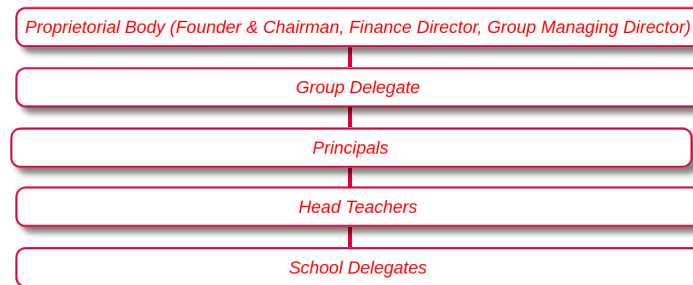 Proprietorial Body (Founder & Chairman, Finance Director, Group Managing Director)
Group Delegate
Principals
Head Teachers
School Delegates